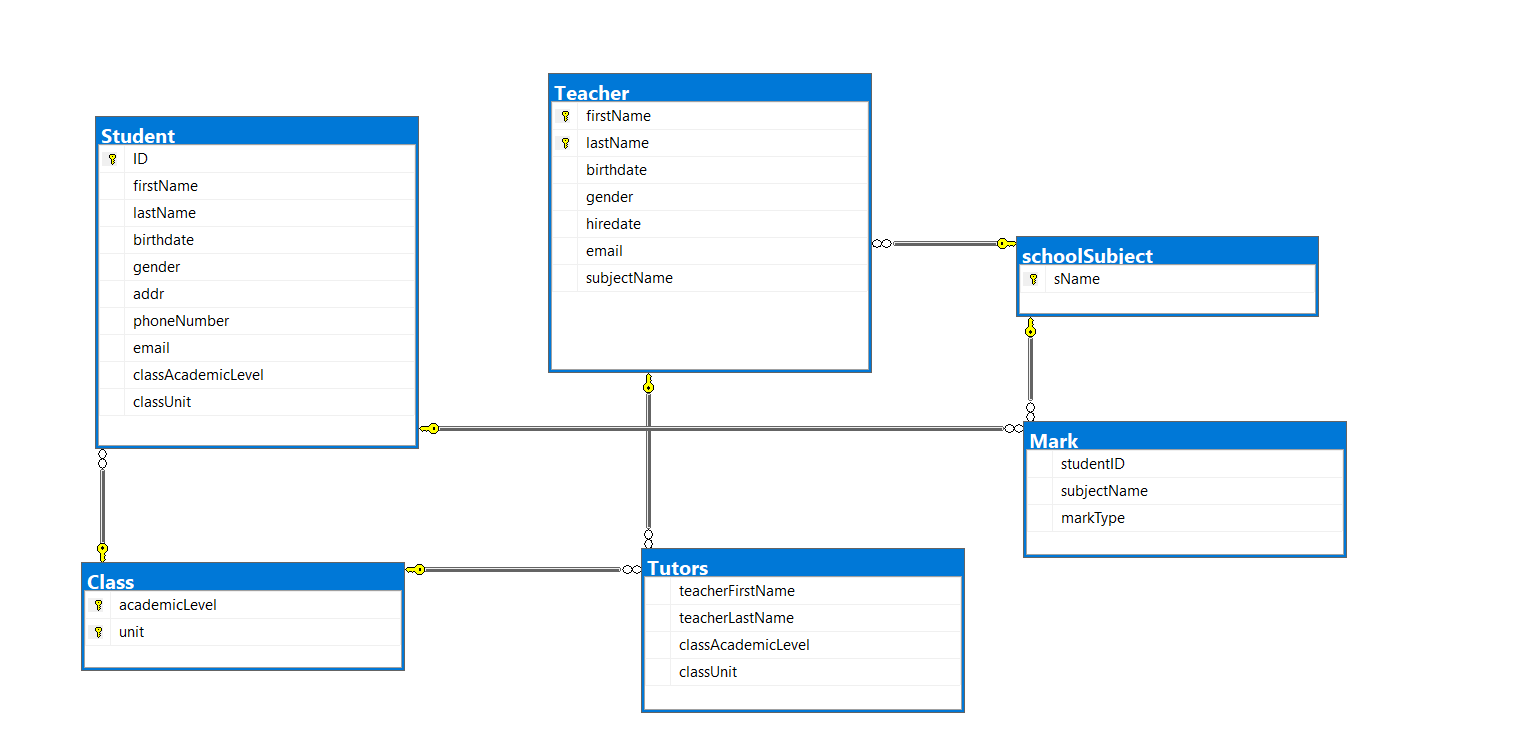 Student
ID
firstName
lastName
birthdate
gender
addr
phoneNumber
email
classAcademicLevel
classUnit
Teacher
firstName
lastName
birthdate
gender
hiredate
email
subjectName
schoolSubject
sName
Mark
studentID
subjectName
markType
Class
academicLevel
unit
Tutors
teacherFirstName
teacherLastName
classAcademicLevel
classUnit